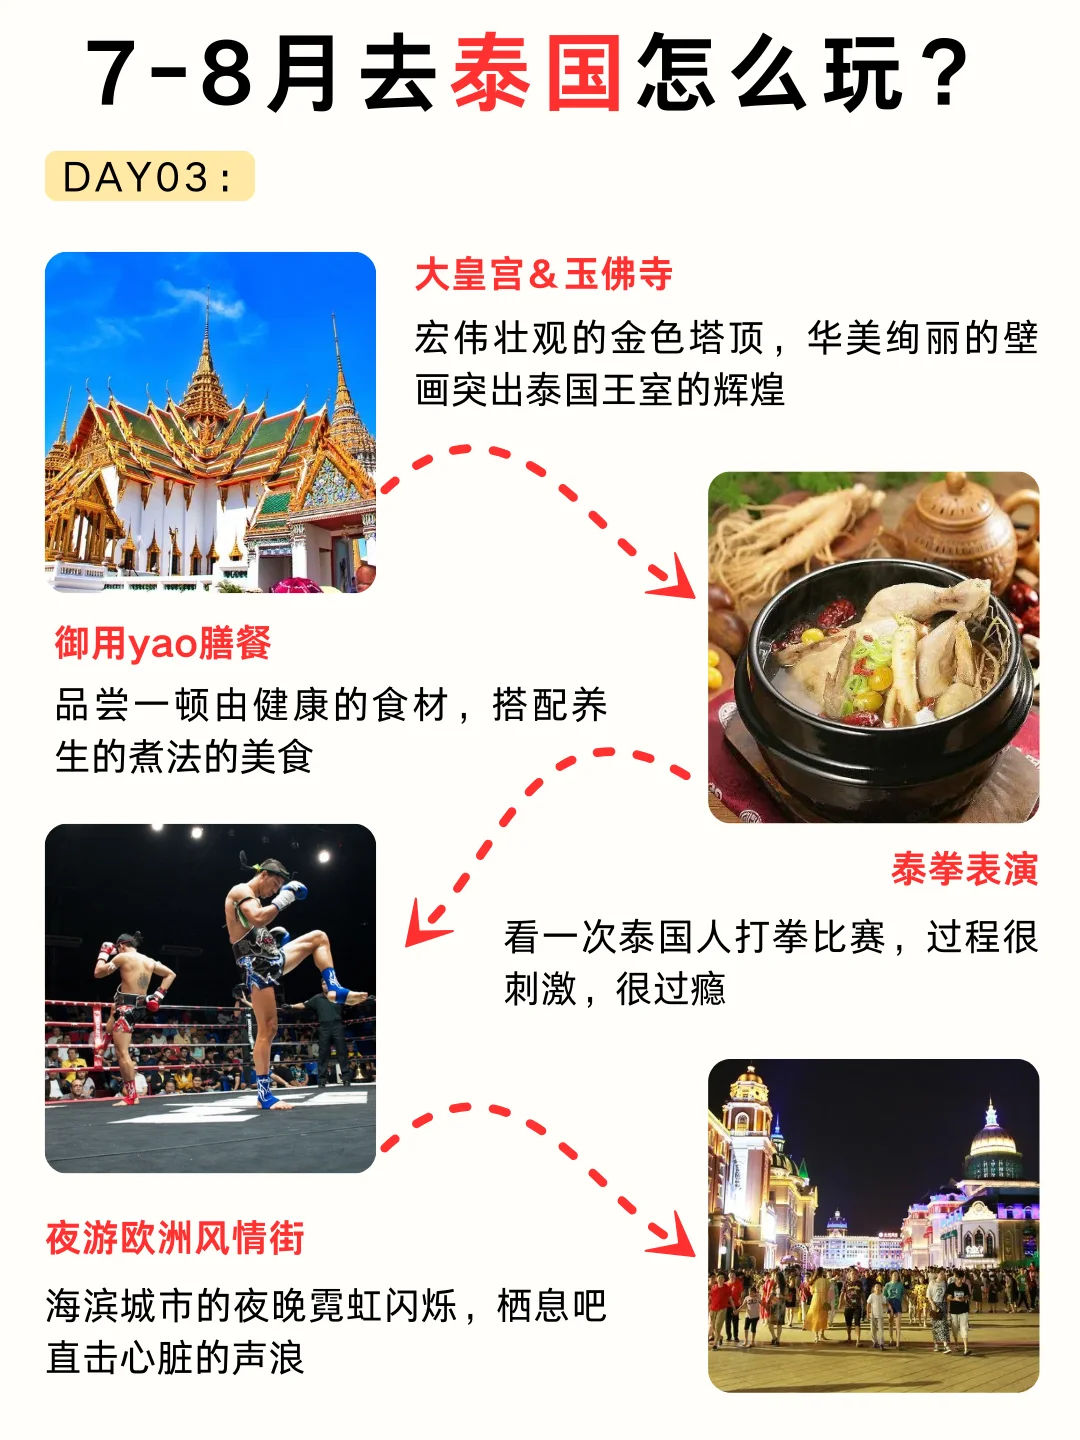 7-8月去泰国怎么玩?
DAY03:
大皇宫&玉佛寺
宏伟壮观的金色塔顶,华美绚丽的壁
画突出泰国王室的辉煌
御用yao膳餐
品尝一顿由健康的食材,搭配养
生的煮法的美食
泰拳表演
看一次泰国人打拳比赛,过程很
刺激,很过瘾
夜游欧洲风情街
海滨城市的夜晚霓虹闪烁,栖息吧
直击心脏的声浪